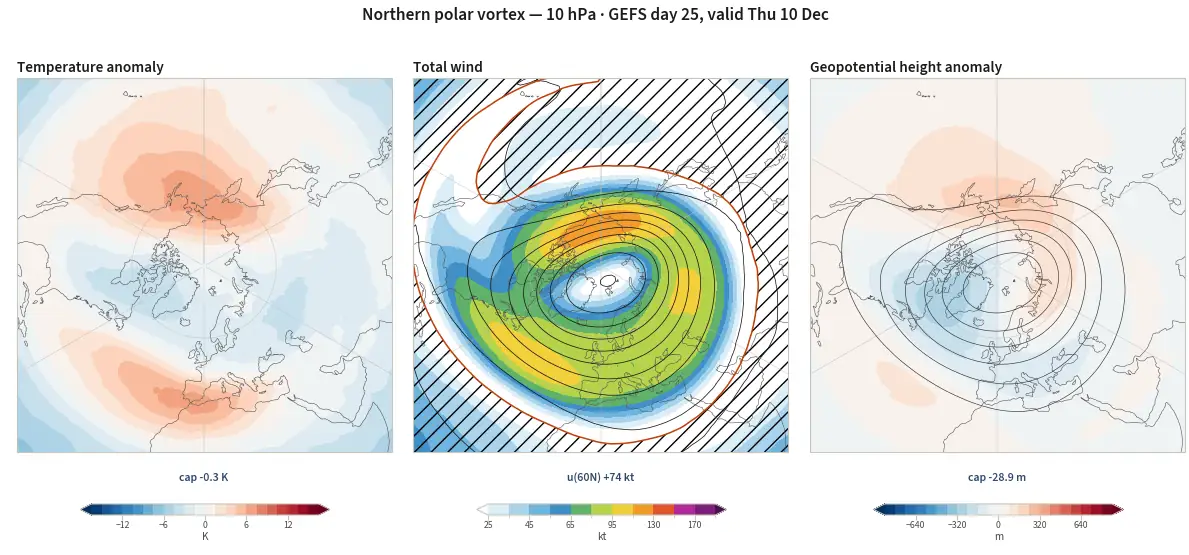 Northern polar vortex — 10 hPa · GEFS day 25, valid Thu 10 Dec
Temperature anomaly
Total wind
Geopotential height anomaly
cap -0.3 K
u(60N) +74 kt
cap -28.9 m
−12 −6 0 6 12
K
25 45 65 95 130 170
kt
−640 −320 0 320 640
m